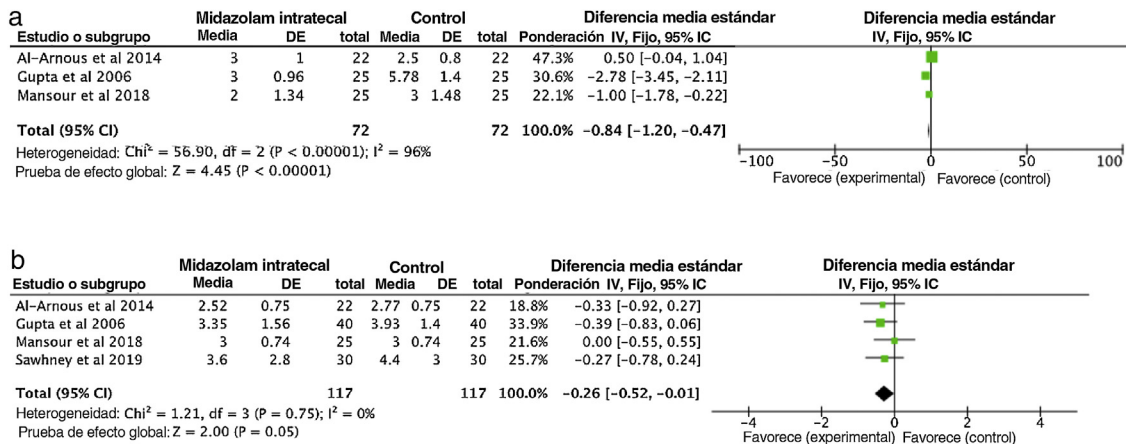 a
Midazolam intratecal Control Diferencia media estándar Diferencia media estándar
Estudio o subgrupo Media DE total Media DE total Ponderación IV, Fijo, 95% IC IV, Fijo, 95% IC
Al-Arnous et al 2014 3 1 22 2.5 0.8 22 47.3% 0.50 [-0.04, 1.04]
Gupta et al 2006 3 0.96 25 5.78 1.4 25 30.6% -2.78 [-3.45, -2.11]
Mansour et al 2018 2 1.34 25 3 1.48 25 22.1% -1.00 [-1.78, -0.22]
Total (95% CI) 72 72 100.0% -0.84 [-1.20, -0.47]
Heterogeneidad: Chi² = 56.90, df = 2 (P < 0.00001); I² = 96%
Prueba de efecto global: Z = 4.45 (P < 0.00001)
-100 -50 0 50 100
Favorece (experimental) Favorece (control)
b
Midazolam intratecal Control Diferencia media estándar Diferencia media estándar
Estudio o subgrupo Media DE total Media DE total Ponderación IV, Fijo, 95% IC IV, Fijo, 95% IC
Al-Arnous et al 2014 2.52 0.75 22 2.77 0.75 22 18.8% -0.33 [-0.92, 0.27]
Gupta et al 2006 3.35 1.56 40 3.93 1.4 40 33.9% -0.39 [-0.83, 0.06]
Mansour et al 2018 3 0.74 25 3 0.74 25 21.6% 0.00 [-0.55, 0.55]
Sawhney et al 2019 3.6 2.8 30 4.4 3 30 25.7% -0.27 [-0.78, 0.24]
Total (95% CI) 117 117 100.0% -0.26 [-0.52, -0.01]
Heterogeneidad: Chi² = 1.21, df = 3 (P = 0.75); I² = 0%
Prueba de efecto global: Z = 2.00 (P = 0.05)
-4 -2 0 2 4
Favorece (experimental) Favorece (control)